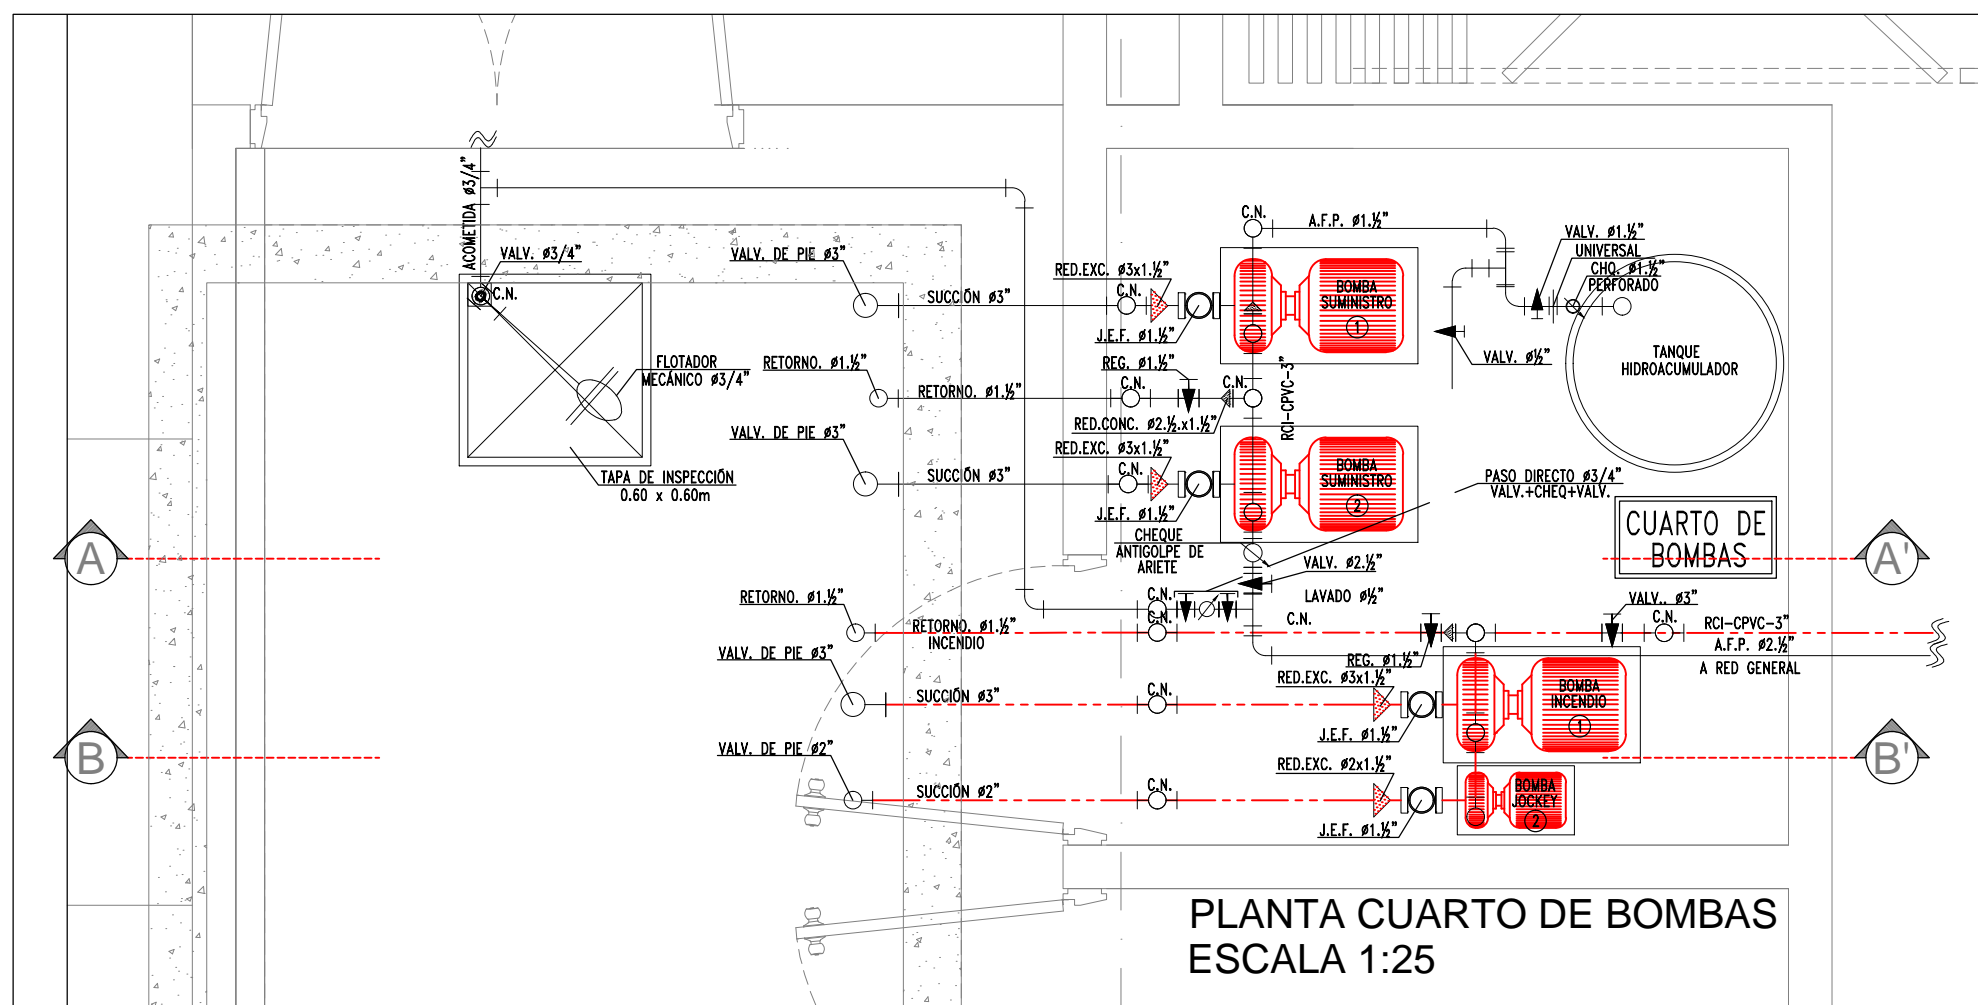 ACOMETIDA ø3/4"
VALV. ø3/4"
C.N.
FLOTADOR
MECÁNICO ø3/4"
TAPA DE INSPECCIÓN
0.60 x 0.60m
VALV. DE PIE ø3"
SUCCIÓN ø3"
RED.EXC. ø3x1.½"
C.N.
J.E.F. ø1.½"
C.N.
A.F.P. ø1.½"
BOMBA
SUMINISTRO
1
VALV. ø1.½"
UNIVERSAL
CHQ. ø1.½"
PERFORADO
VALV. ø½"
TANQUE
HIDROACUMULADOR
RETORNO. ø1.½"
RETORNO. ø1.½"
REG. ø1.½"
C.N.
C.N.
RED.CONC. ø2.½.x1.½"
RCI-CPVC-3"
VALV. DE PIE ø3"
SUCCIÓN ø3"
RED.EXC. ø3x1.½"
C.N.
J.E.F. ø1.½"
BOMBA
SUMINISTRO
2
PASO DIRECTO ø3/4"
VALV.+CHEQ+VALV.
CHEQUE
ANTIGOLPE DE
ARIETE
VALV. ø2.½"
LAVADO ø½"
CUARTO DE
BOMBAS
A
A'
RETORNO. ø1.½"
RETORNO. ø1.½"
INCENDIO
C.N.
C.N.
C.N.
REG. ø1.½"
VALV.. ø3"
C.N.
RCI-CPVC-3"
A.F.P. ø2.½"
A RED GENERAL
VALV. DE PIE ø3"
SUCCIÓN ø3"
C.N.
RED.EXC. ø3x1.½"
J.E.F. ø1.½"
BOMBA
INCENDIO
1
B
B'
VALV. DE PIE ø2"
SUCCIÓN ø2"
C.N.
RED.EXC. ø2x1.½"
J.E.F. ø1.½"
BOMBA
JOCKEY
2
PLANTA CUARTO DE BOMBAS
ESCALA 1:25